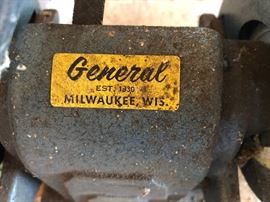 General
EST. 1930
MILWAUKEE, WIS.